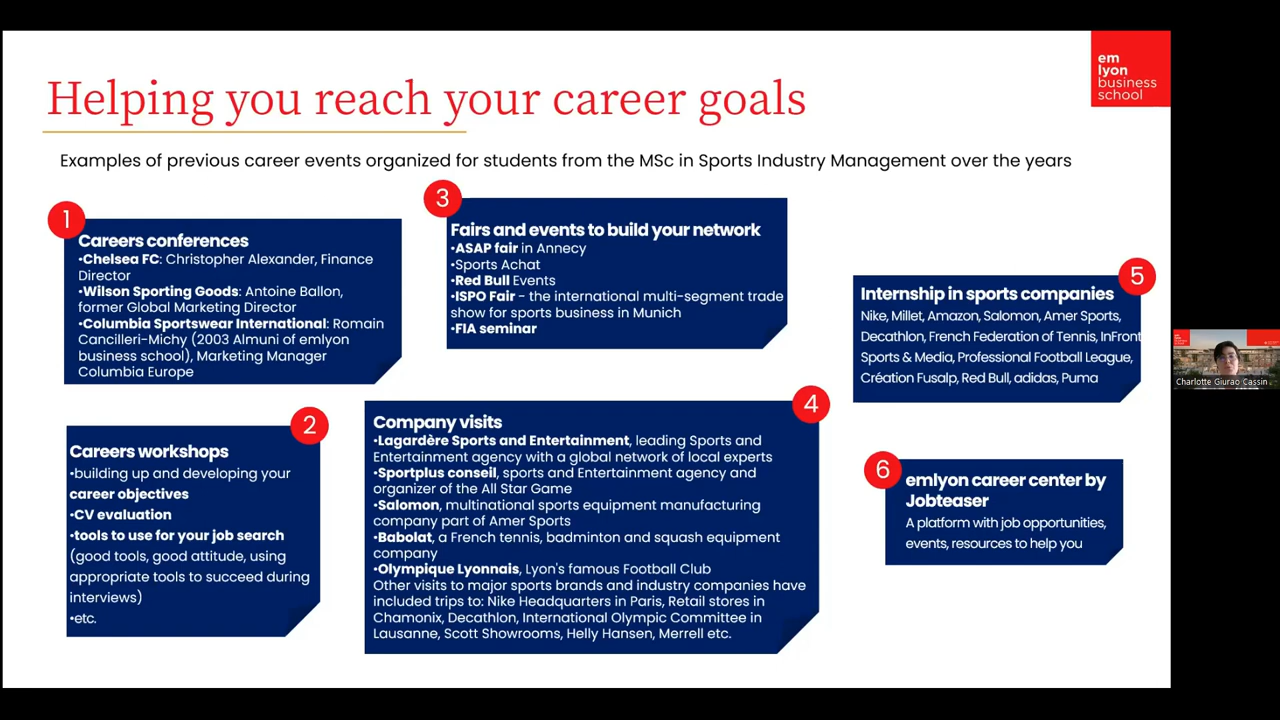 em
lyon
business
school
Helping you reach your career goals
Examples of previous career events organized for students from the MSc in Sports Industry Management over the years
1
Careers conferences
•Chelsea FC: Christopher Alexander, Finance
Director
•Wilson Sporting Goods: Antoine Ballon,
former Global Marketing Director
•Columbia Sportswear International: Romain
Cancilleri-Michy (2003 Almuni of emlyon
business school), Marketing Manager
Columbia Europe
2
Careers workshops
•building up and developing your
career objectives
•CV evaluation
•tools to use for your job search
(good tools, good attitude, using
appropriate tools to succeed during
interviews)
•etc.
3
Fairs and events to build your network
•ASAP fair in Annecy
•Sports Achat
•Red Bull Events
•ISPO Fair - the international multi-segment trade
show for sports business in Munich
•FIA seminar
4
Company visits
•Lagardère Sports and Entertainment, leading Sports and
Entertainment agency with a global network of local experts
•Sportplus conseil, sports and Entertainment agency and
organizer of the All Star Game
•Salomon, multinational sports equipment manufacturing
company part of Amer Sports
•Babolat, a French tennis, badminton and squash equipment
company
•Olympique Lyonnais, Lyon's famous Football Club
Other visits to major sports brands and industry companies have
included trips to: Nike Headquarters in Paris, Retail stores in
Chamonix, Decathlon, International Olympic Committee in
Lausanne, Scott Showrooms, Helly Hansen, Merrell etc.
5
Internship in sports companies
Nike, Millet, Amazon, Salomon, Amer Sports,
Decathlon, French Federation of Tennis, InFront
Sports & Media, Professional Football League,
Création Fusalp, Red Bull, adidas, Puma
6
emlyon career center by
Jobteaser
A platform with job opportunities,
events, resources to help you
Charlotte Giurao Cassin